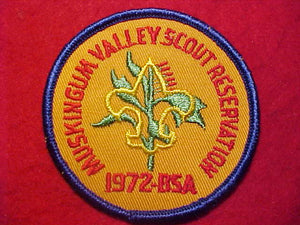 MUSKINGUM VALLEY SCOUT RESERVATION
1972-BSA